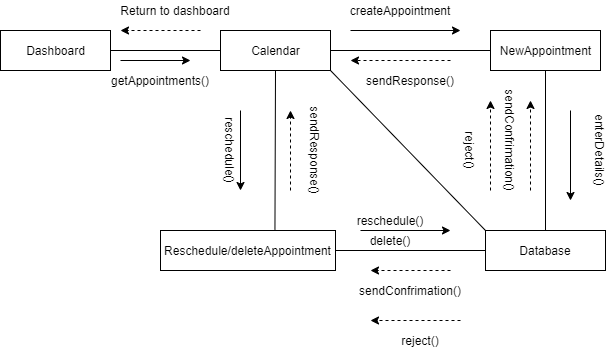 Return to dashboard
createAppointment
Dashboard
Calendar
NewAppointment
getAppointments()
sendResponse()
reschedule()
sendResponse()
reject()
sendConfrimation()
enterDetails()
reschedule()
Reschedule/deleteAppointment
delete()
Database
sendConfrimation()
reject()